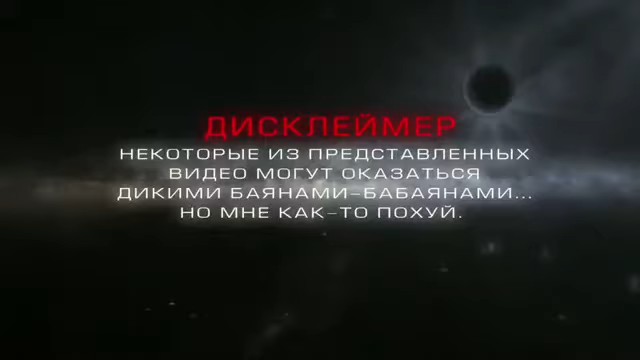 ДИСКЛЕЙМЕР
НЕКОТОРЫЕ ИЗ ПРЕДСТАВЛЕННЫХ
ВИДЕО МОГУТ ОКАЗАТЬСЯ
ДИКИМИ БАЯНАМИ-БАБАЯНАМИ...
НО МНЕ КАК-ТО ПОХУЙ.